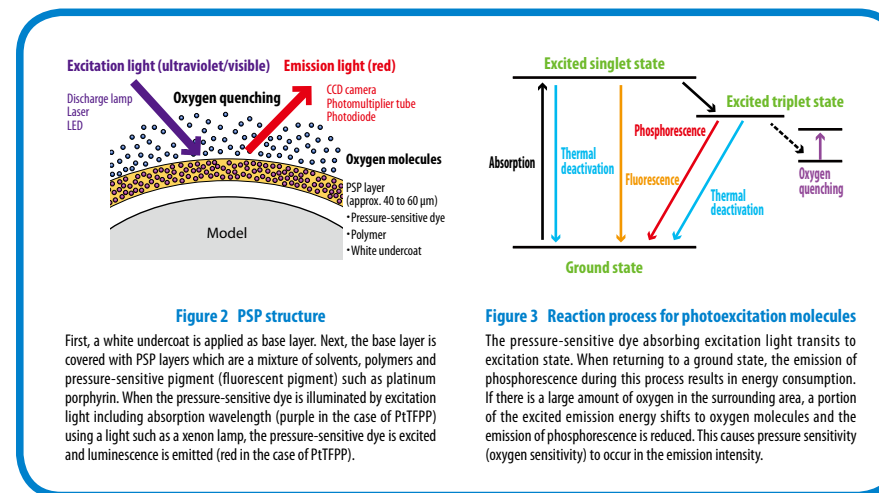 Excitation light (ultraviolet/visible)
Emission light (red)
Discharge lamp
Laser
LED
Oxygen quenching
CCD camera
Photomultiplier tube
Photodiode
Oxygen molecules
PSP layer
(approx. 40 to 60 μm)
・Pressure-sensitive dye
・Polymer
・White undercoat
Model
Figure 2 PSP structure
First, a white undercoat is applied as base layer. Next, the base layer is
covered with PSP layers which are a mixture of solvents, polymers and
pressure-sensitive pigment (fluorescent pigment) such as platinum
porphyrin. When the pressure-sensitive dye is illuminated by excitation
light including absorption wavelength (purple in the case of PtTFPP)
using a light such as a xenon lamp, the pressure-sensitive dye is excited
and luminescence is emitted (red in the case of PtTFPP).
Excited singlet state
Excited triplet state
Absorption
Thermal
deactivation
Fluorescence
Phosphorescence
Thermal
deactivation
Oxygen
quenching
Ground state
Figure 3 Reaction process for photoexcitation molecules
The pressure-sensitive dye absorbing excitation light transits to
excitation state. When returning to a ground state, the emission of
phosphorescence during this process results in energy consumption.
If there is a large amount of oxygen in the surrounding area, a portion
of the excited emission energy shifts to oxygen molecules and the
emission of phosphorescence is reduced. This causes pressure sensitivity
(oxygen sensitivity) to occur in the emission intensity.